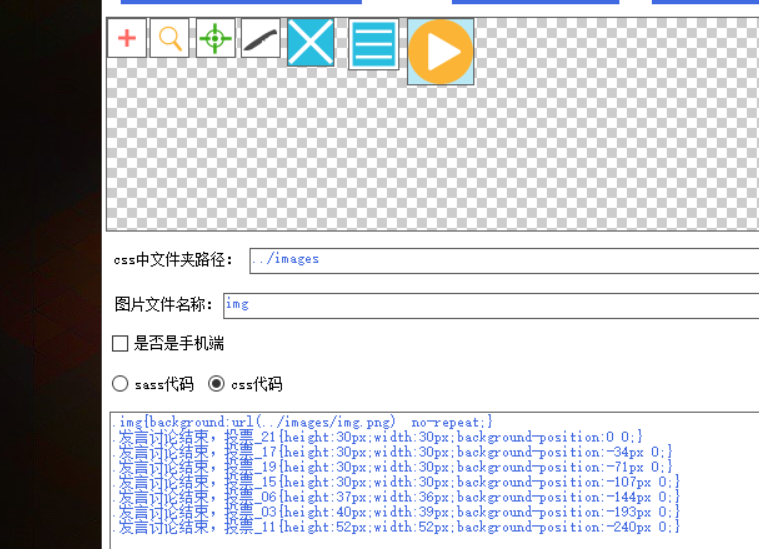 css中文件夹路径：
../images
图片文件名称：
img
是否是手机端
sass代码 css代码
.img{background:url(../images/img.png)  no-repeat;}
.发言讨论结束，投票_21{height:30px;width:30px;background-position:0 0;}
.发言讨论结束，投票_17{height:30px;width:30px;background-position:-34px 0;}
.发言讨论结束，投票_19{height:30px;width:30px;background-position:-71px 0;}
.发言讨论结束，投票_15{height:30px;width:30px;background-position:-107px 0;}
.发言讨论结束，投票_06{height:37px;width:36px;background-position:-144px 0;}
.发言讨论结束，投票_03{height:40px;width:39px;background-position:-193px 0;}
.发言讨论结束，投票_11{height:52px;width:52px;background-position:-240px 0;}